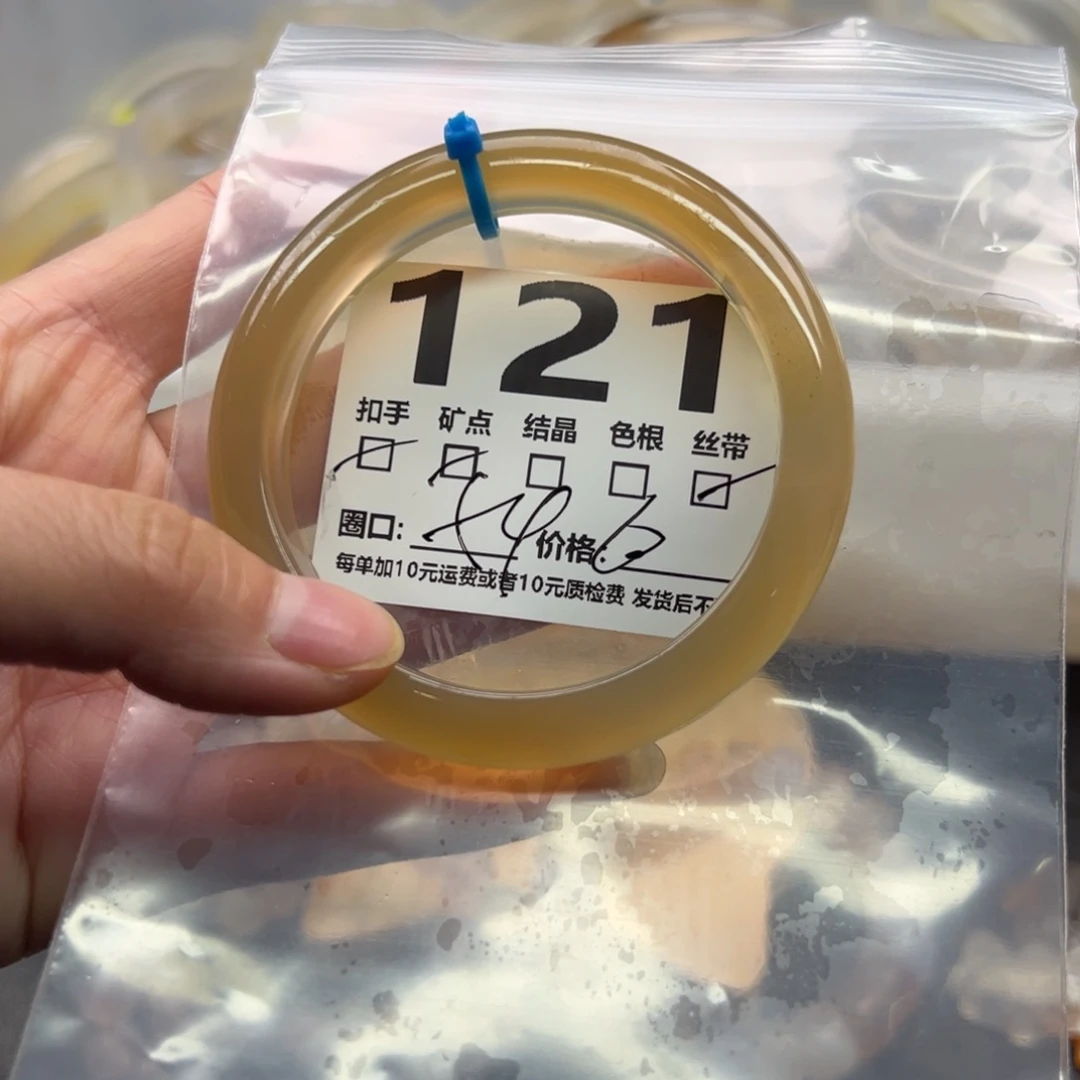 121
扣手 矿点 结晶 色根 丝带
圈口: 价格:
每单加10元运费或者10元质检费 发货后不